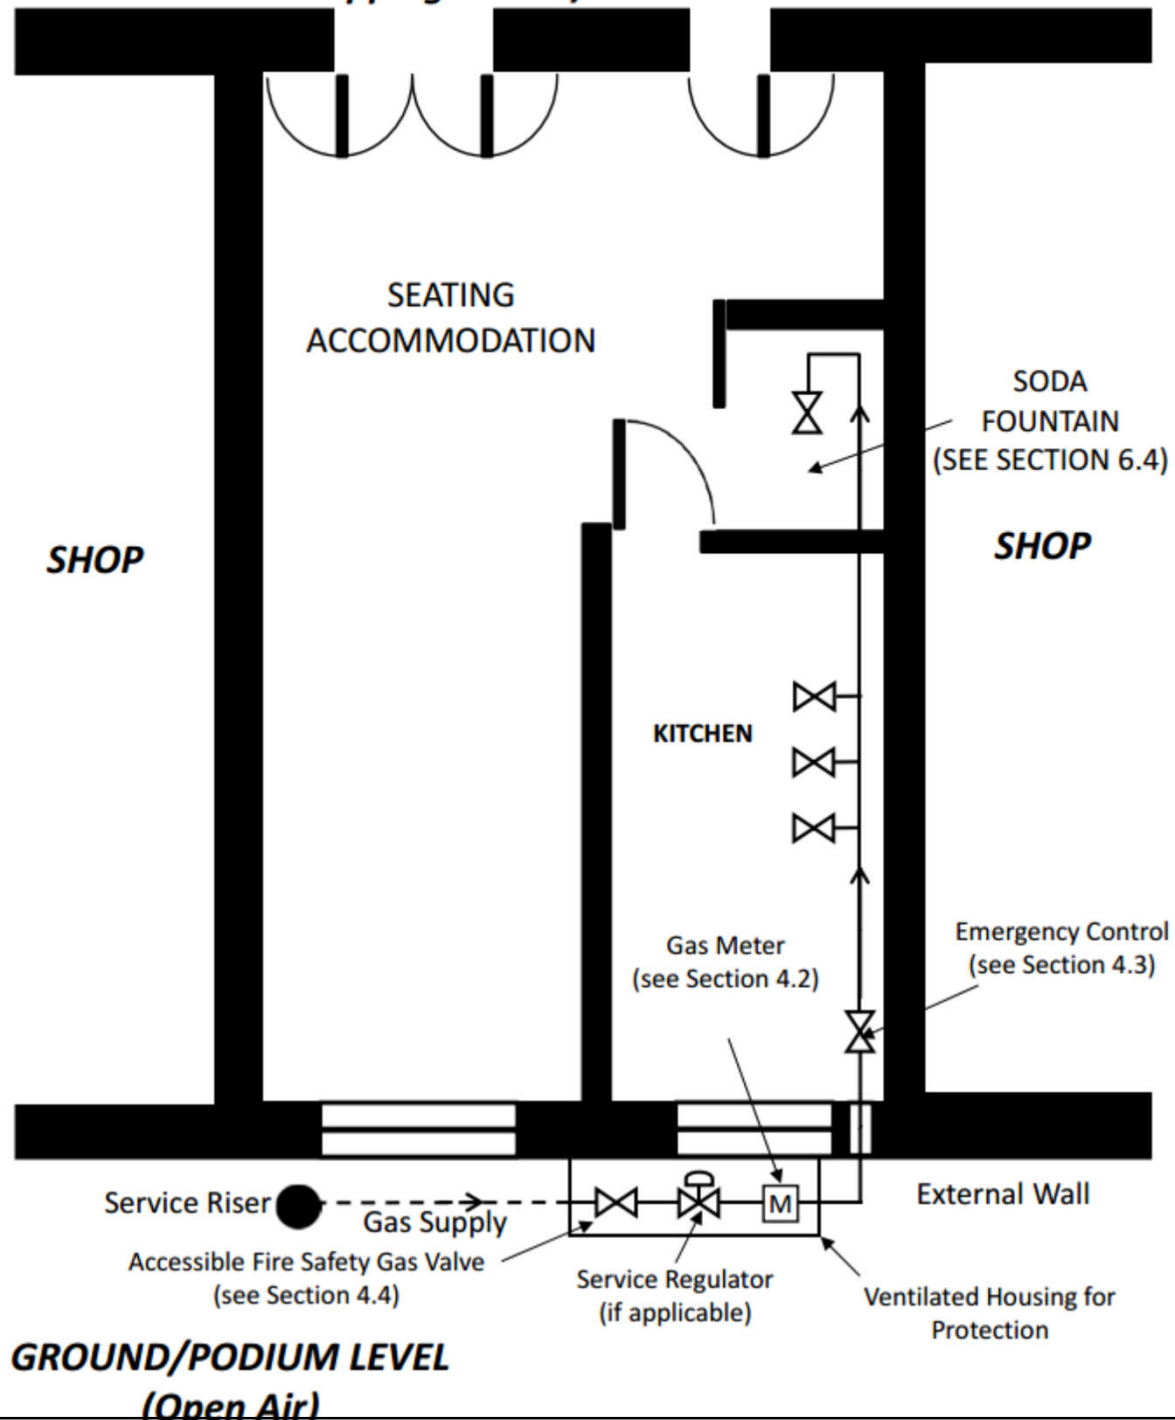 SEATING
ACCOMMODATION
SODA
FOUNTAIN
(SEE SECTION 6.4)
SHOP
SHOP
KITCHEN
Gas Meter
(see Section 4.2)
Emergency Control
(see Section 4.3)
Service Riser
Gas Supply
M
External Wall
Accessible Fire Safety Gas Valve
(see Section 4.4)
Service Regulator
(if applicable)
Ventilated Housing for
Protection
GROUND/PODIUM LEVEL
(Open Air)